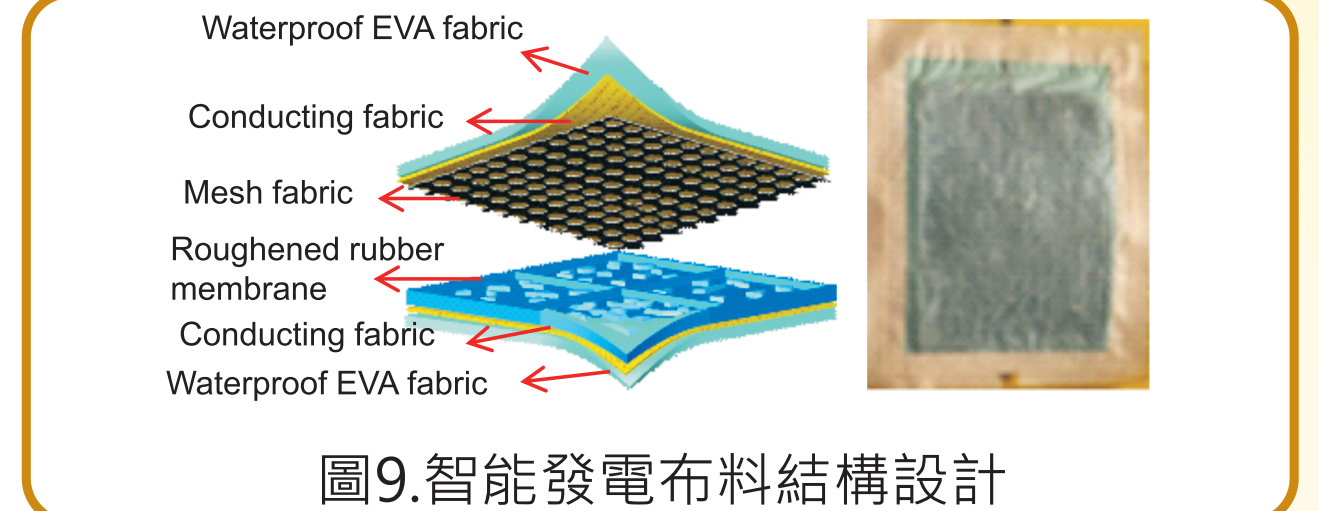 Waterproof EVA fabric
Conducting fabric
Mesh fabric
Roughened rubber
membrane
Conducting fabric
Waterproof EVA fabric
圖9.智能發電布料結構設計